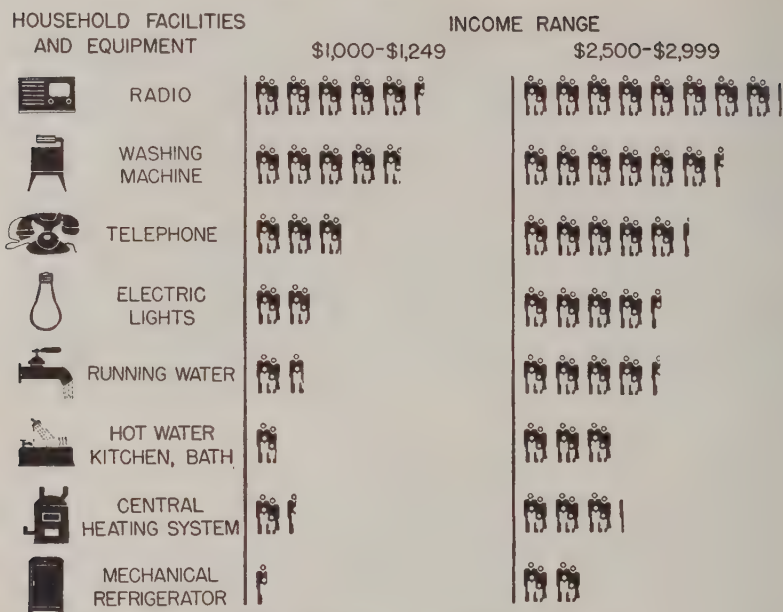 HOUSEHOLD FACILITIES
AND EQUIPMENT
INCOME RANGE
$1,000-$1,249 $2,500-$2,999
RADIO
WASHING
MACHINE
TELEPHONE
ELECTRIC
LIGHTS
RUNNING WATER
HOT WATER
KITCHEN, BATH
CENTRAL
HEATING SYSTEM
MECHANICAL
REFRIGERATOR